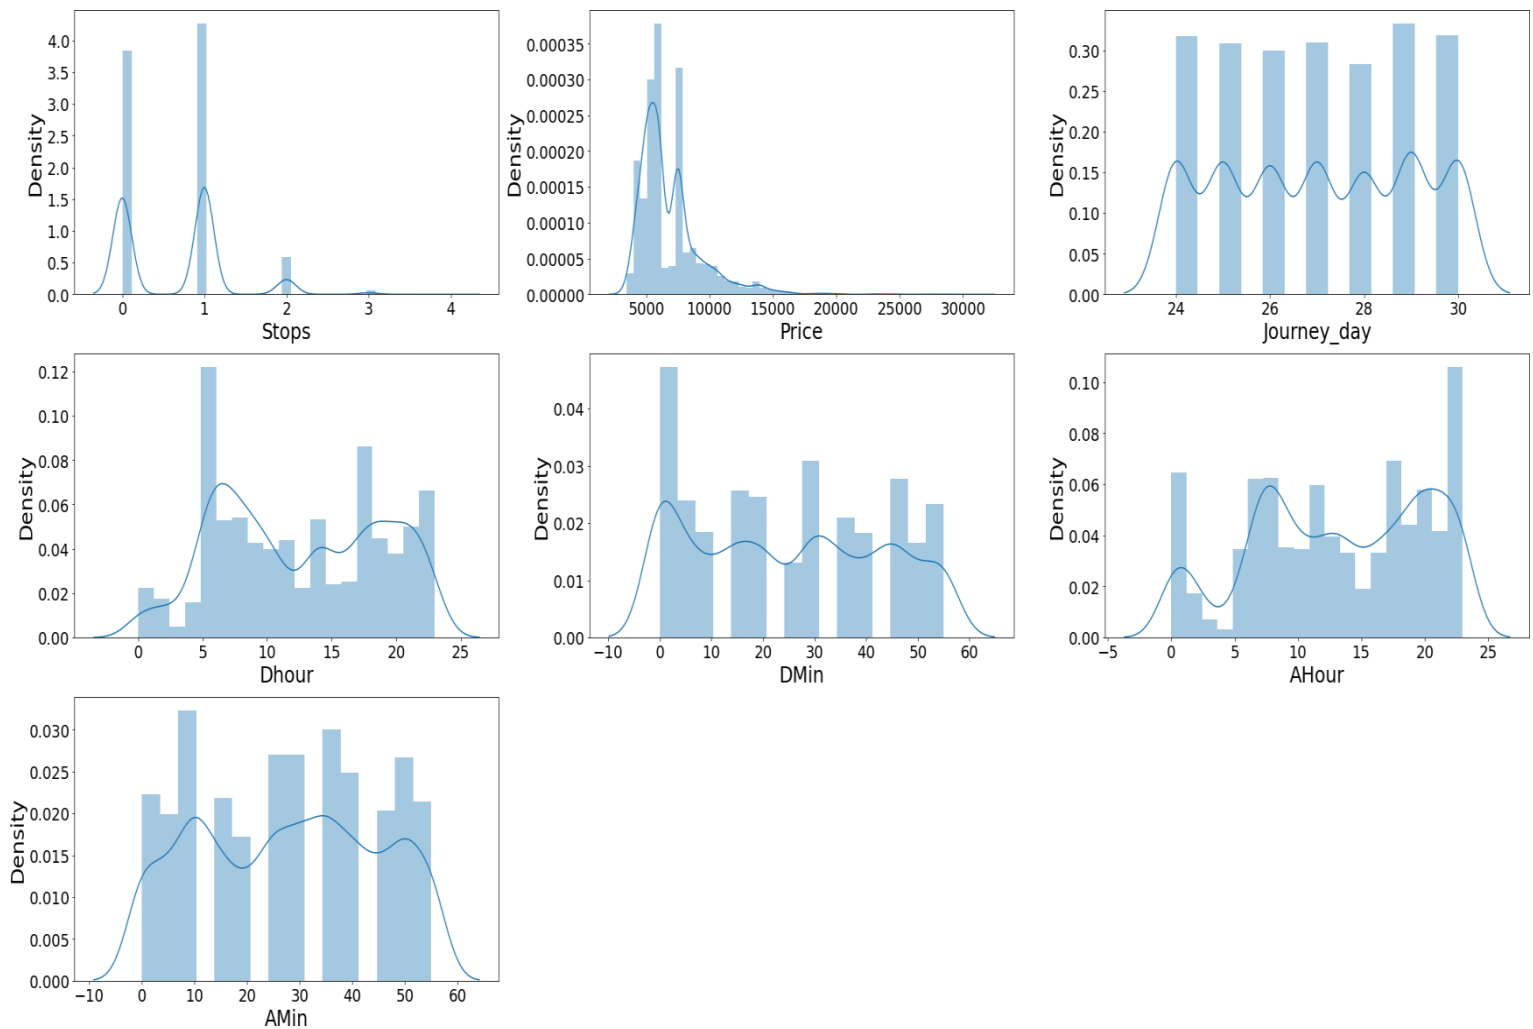 4.0
3.5
3.0
2.5
2.0
1.5
1.0
0.5
0.0
Density
0 1 2 3 4
Stops
0.00035
0.00030
0.00025
0.00020
0.00015
0.00010
0.00005
0.00000
Density
5000 10000 15000 20000 25000 30000
Price
0.30
0.25
0.20
0.15
0.10
0.05
0.00
Density
24 26 28 30
Journey_day
0.12
0.10
0.08
0.06
0.04
0.02
0.00
Density
0 5 10 15 20 25
Dhour
0.04
0.03
0.02
0.01
0.00
Density
−10 0 10 20 30 40 50 60
DMin
0.10
0.08
0.06
0.04
0.02
0.00
Density
−5 0 5 10 15 20 25
AHour
0.030
0.025
0.020
0.015
0.010
0.005
0.000
Density
−10 0 10 20 30 40 50 60
AMin